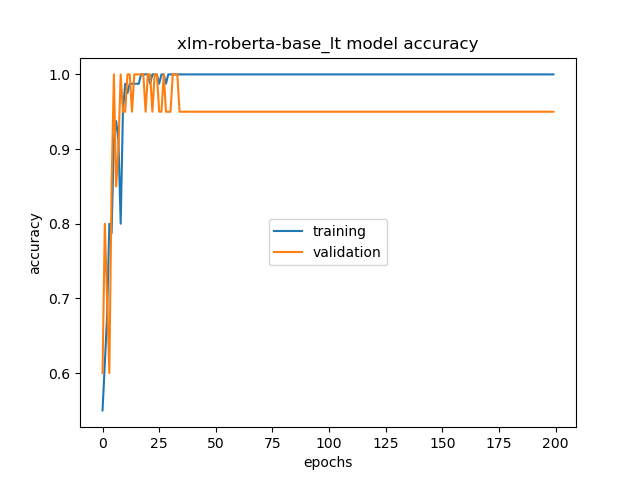 xlm-roberta-base_lt model accuracy
1.0
0.9
0.8
0.7
0.6
accuracy
training
validation
0 25 50 75 100 125 150 175 200
epochs